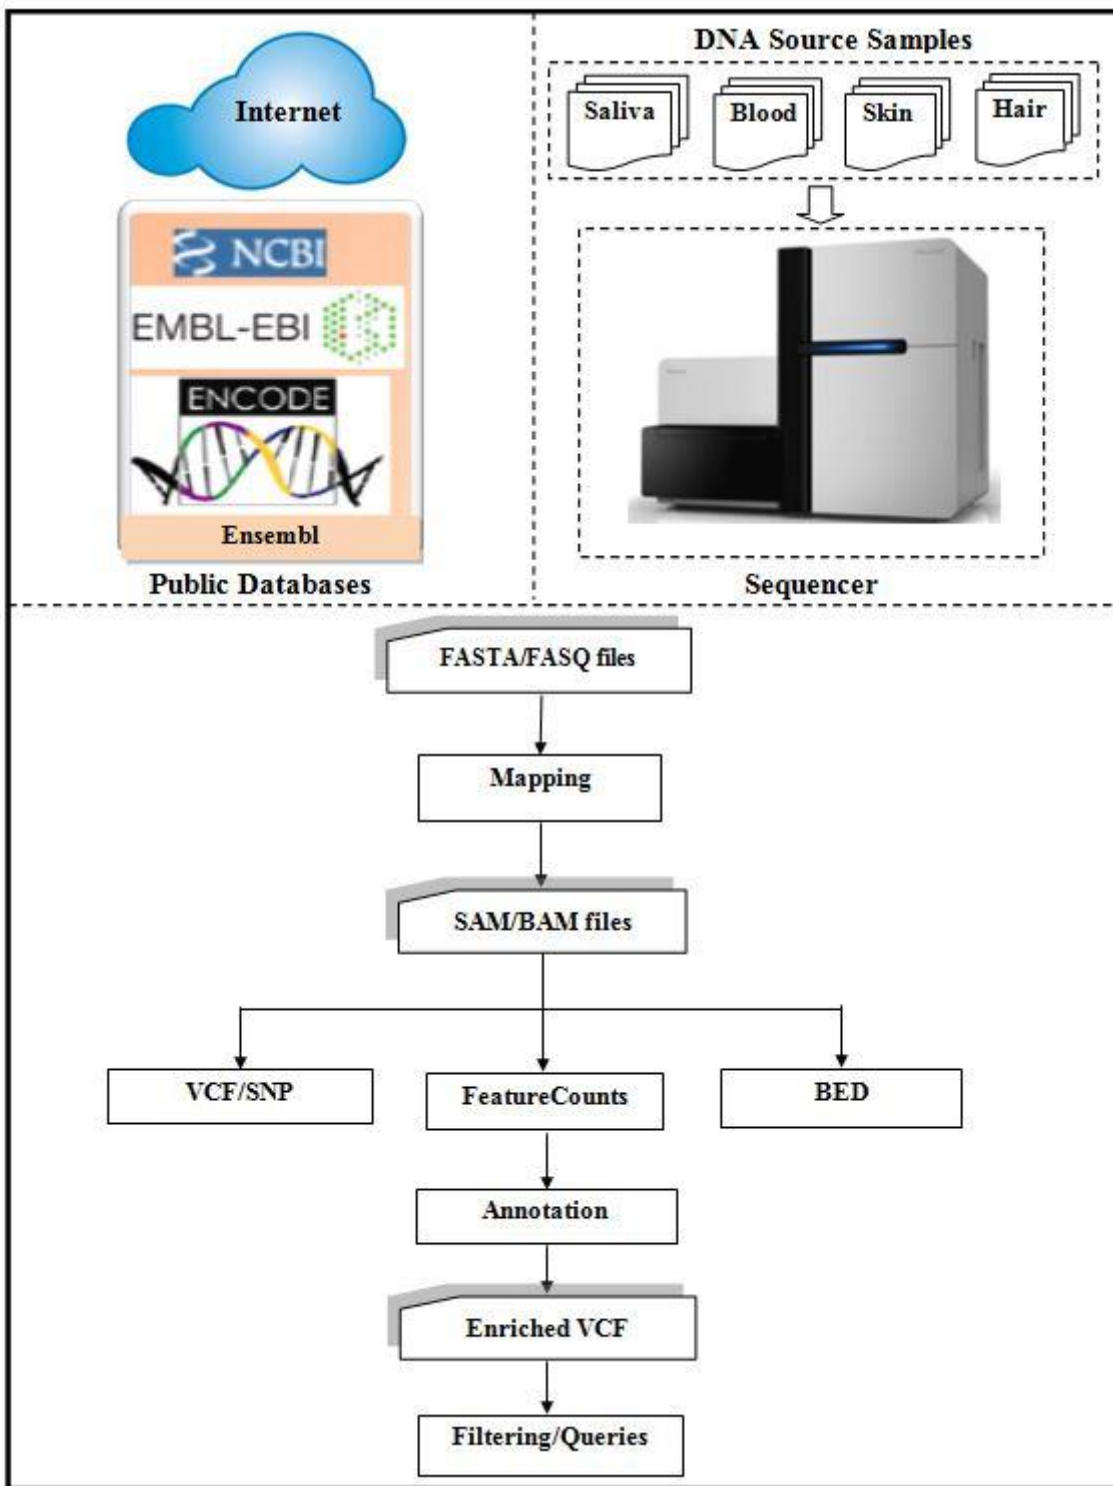 Internet
NCBI
EMBL-EBI
ENCODE
Ensembl
Public Databases
DNA Source Samples
Saliva
Blood
Skin
Hair
Sequencer
FASTA/FASQ files
Mapping
SAM/BAM files
VCF/SNP
FeatureCounts
BED
Annotation
Enriched VCF
Filtering/Queries